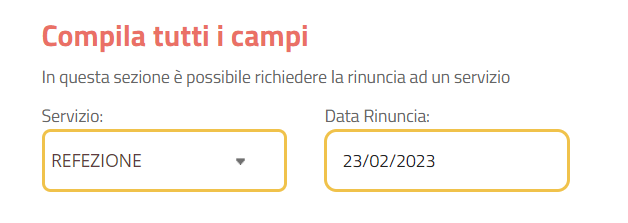 Compila tutti i campi
In questa sezione è possibile richiedere la rinuncia ad un servizio
Servizio:
Data Rinuncia:
REFEZIONE
23/02/2023